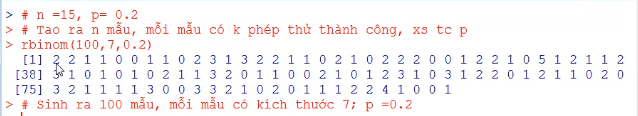 > # n =15, p= 0.2
> # Tao ra n mẫu, mỗi mẫu có k phép thử thành công, xs tc p
> rbinom(100,7,0.2)
[1] 2 2 1 1 0 0 1 1 0 2 3 1 3 2 2 1 1 0 2 1 0 2 2 2 0 0 1 2 2 1 0 5 1 2 1 1 2
[38] 3 1 0 1 0 1 0 2 1 1 3 2 0 1 1 0 0 2 1 0 1 2 3 1 0 3 1 2 2 0 1 2 1 1 0 2 0
[75] 3 2 1 1 1 1 3 0 0 3 3 2 1 0 2 0 1 1 1 2 2 4 1 0 0 1
> # Sinh ra 100 mẫu, mỗi mẫu có kích thước 7; p =0.2